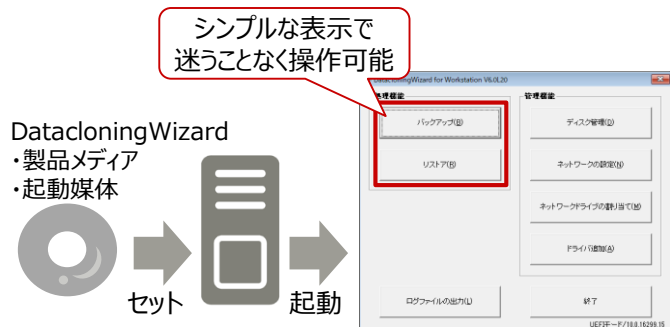 シンプルな表示で
迷うことなく操作可能
DatacloningWizard
・製品メディア
・起動媒体
セット
起動
DatacloningWizard for Workstation V6.0L20
処理機能
バックアップ(B)
リストア(R)
管理機能
ディスク管理(D)
ネットワークの設定(N)
ネットワークドライブの割り当て(M)
ドライバ追加(A)
ログファイルの出力(L)
終了
UEFIモード/10.0.16299.15